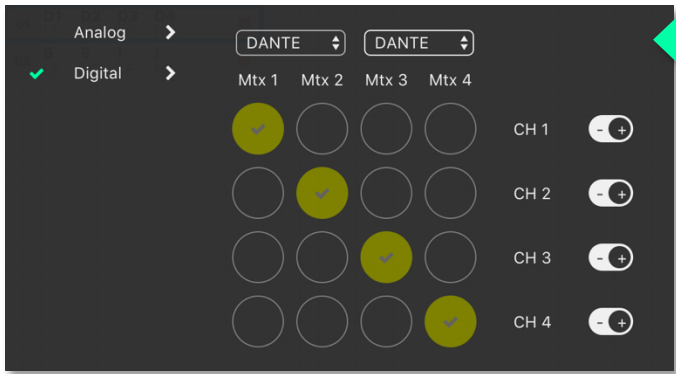 Analog
Digital
DANTE DANTE
Mtx 1 Mtx 2 Mtx 3 Mtx 4
CH 1 - +
CH 2 - +
CH 3 - +
CH 4 - +